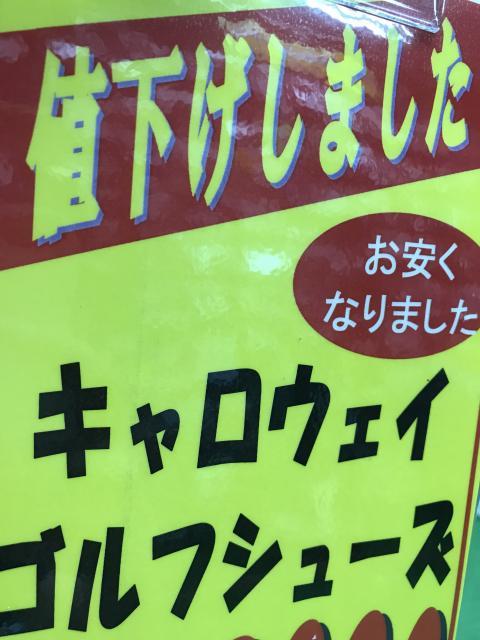 値下げしました
お安く
なりました
キャロウェイ
ゴルフシューズ